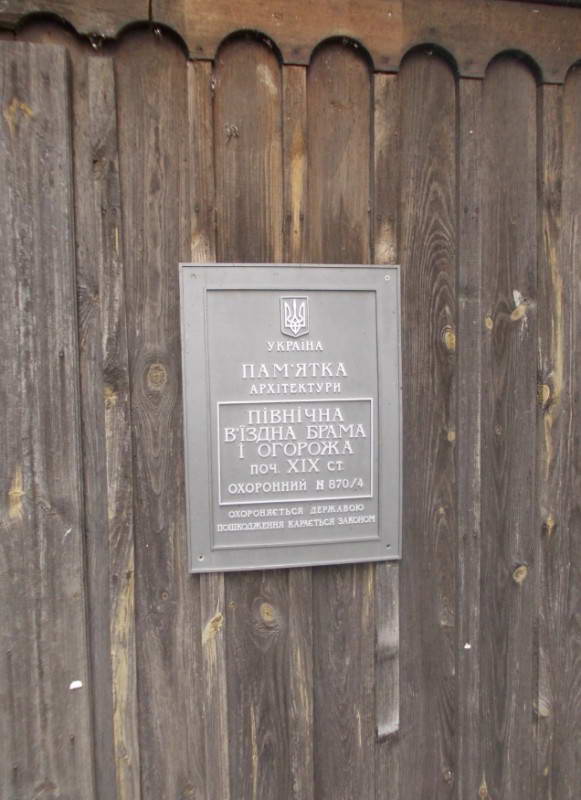 УКРАЇНА
ПАМ'ЯТКА
АРХІТЕКТУРИ
ПІВНІЧНА
В'ЇЗДНА БРАМА
І ОГОРОЖА
ПОЧ. XIX СТ.
ОХОРОННИЙ № 870/4
ОХОРОНЯЄТЬСЯ ДЕРЖАВОЮ
ПОШКОДЖЕННЯ КАРАЄТЬСЯ ЗАКОНОМ